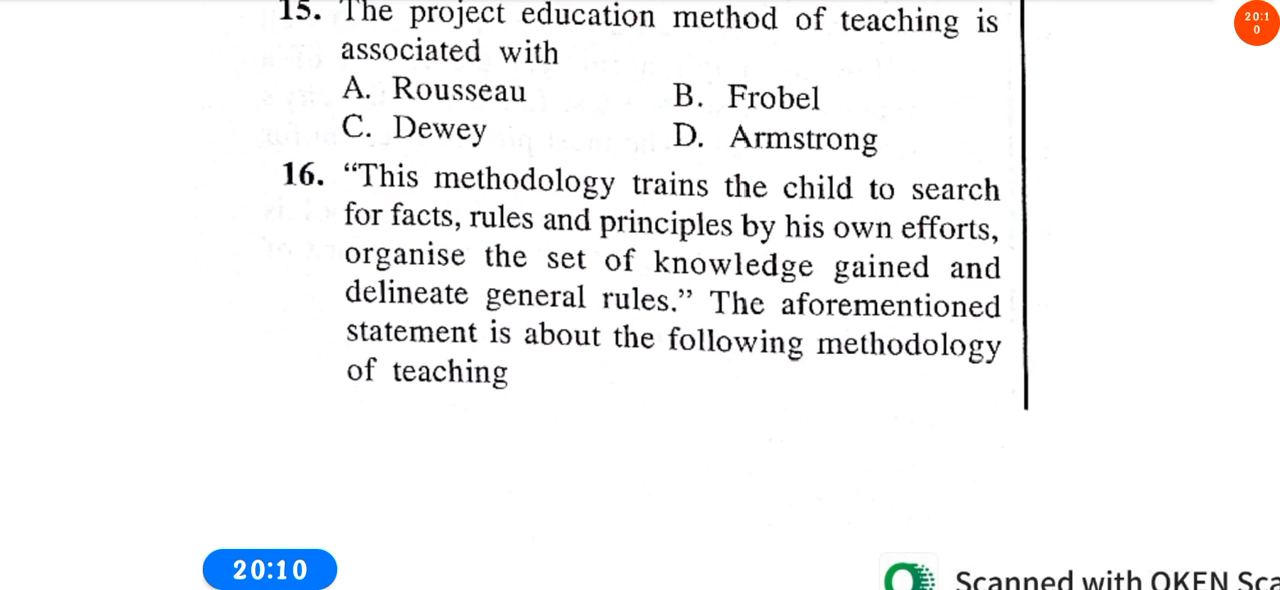 20:1
0
15. The project education method of teaching is
associated with
A. Rousseau B. Frobel
C. Dewey D. Armstrong
16. “This methodology trains the child to search
for facts, rules and principles by his own efforts,
organise the set of knowledge gained and
delineate general rules.” The aforementioned
statement is about the following methodology
of teaching
20:10
Scanned with OKEN Sca